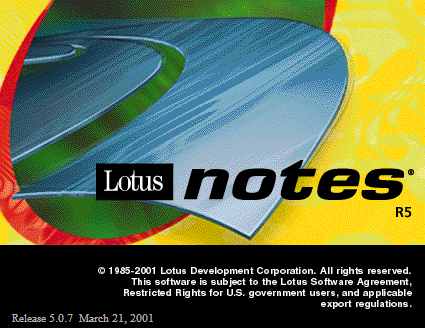 Lotus notes®
R5
© 1985-2001 Lotus Development Corporation. All rights reserved.
This software is subject to the Lotus Software Agreement,
Restricted Rights for U.S. government users, and applicable
export regulations.
Release 5.0.7  March 21, 2001